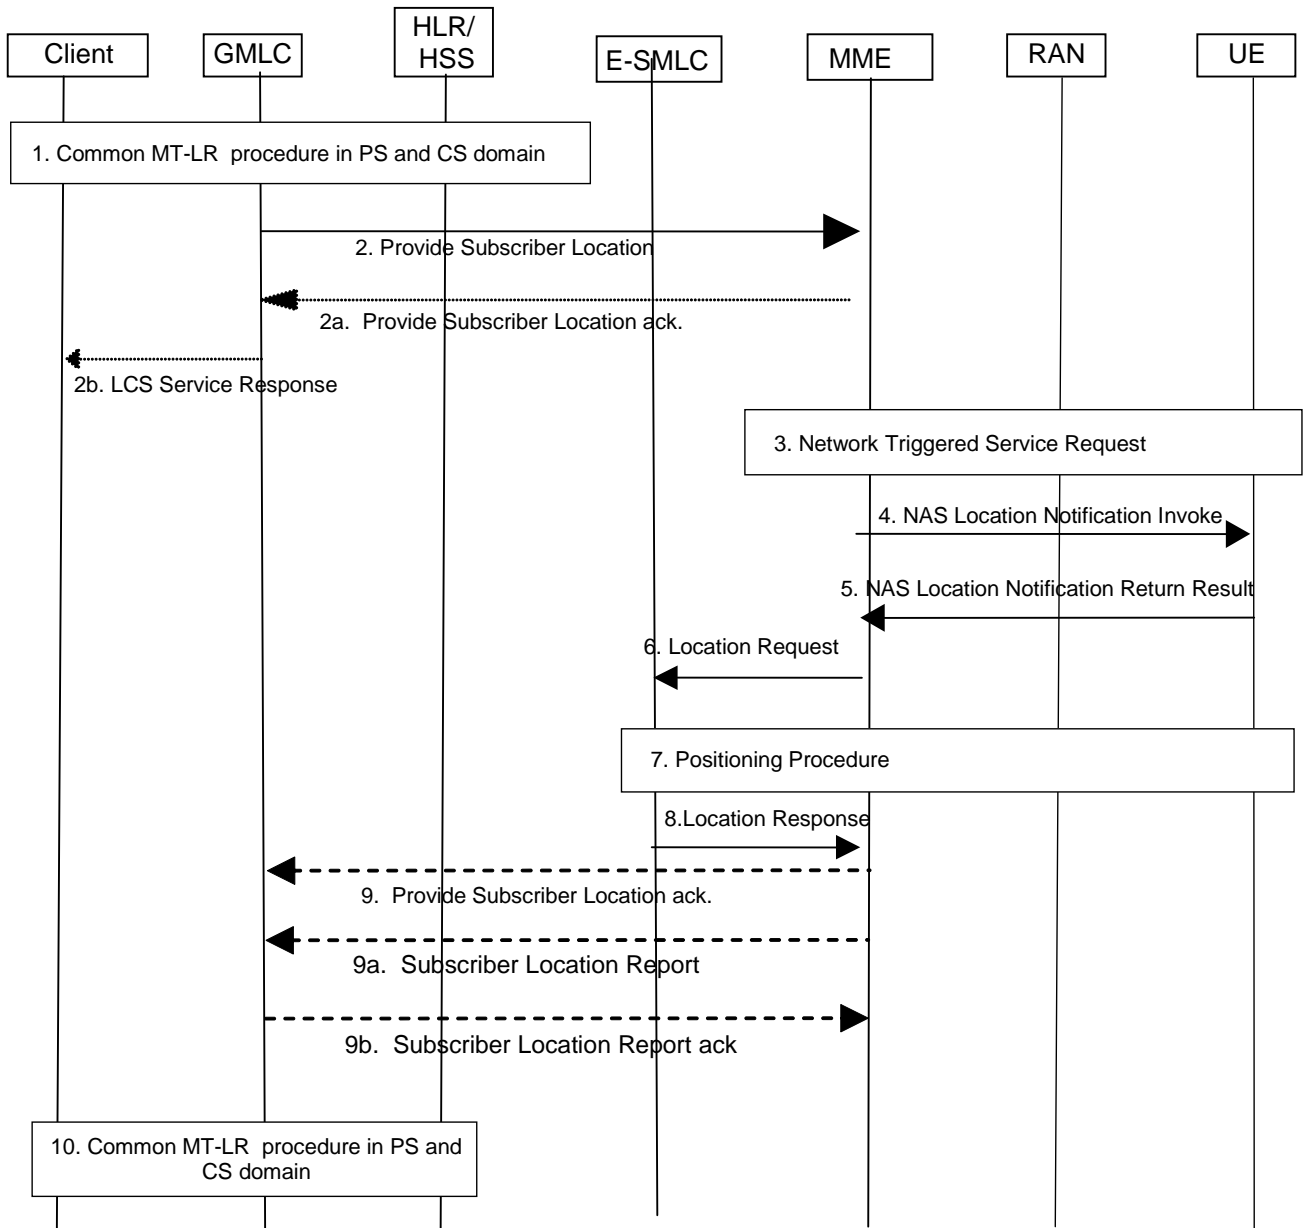 Client
GMLC
HLR/
HSS
E-SMLC
MME
RAN
UE
1. Common MT-LR procedure in PS and CS domain
2. Provide Subscriber Location
2a. Provide Subscriber Location ack.
2b. LCS Service Response
3. Network Triggered Service Request
4. NAS Location Notification Invoke
5. NAS Location Notification Return Result
6. Location Request
7. Positioning Procedure
8.Location Response
9. Provide Subscriber Location ack.
9a. Subscriber Location Report
9b. Subscriber Location Report ack
10. Common MT-LR procedure in PS and
CS domain